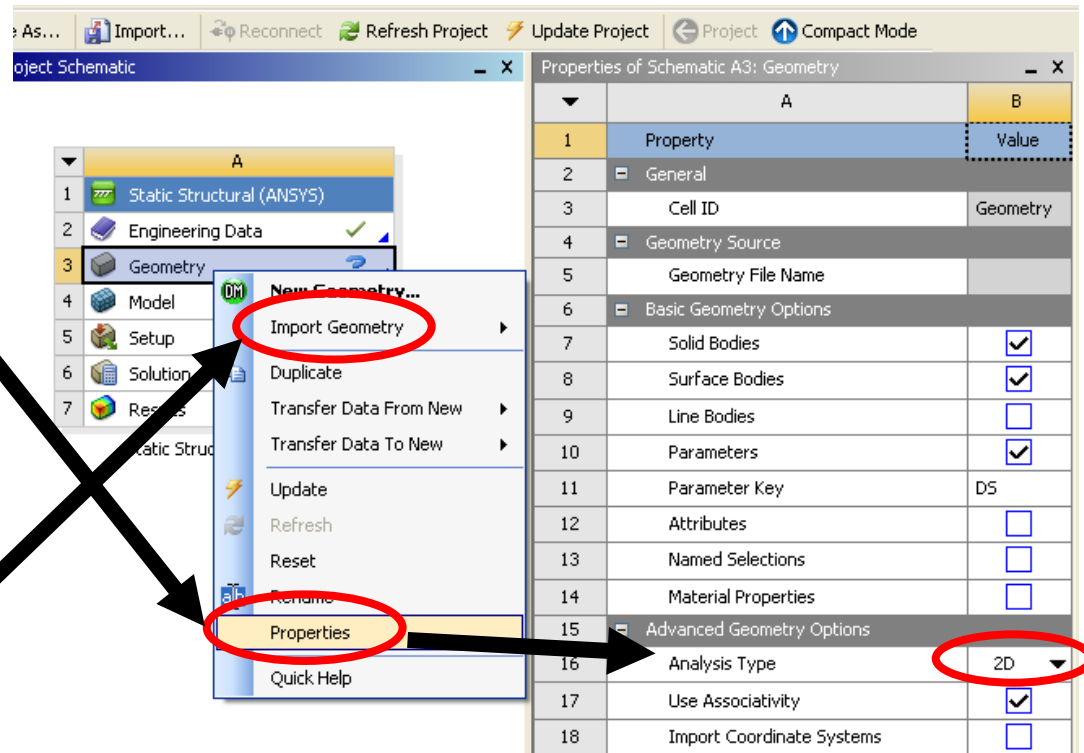 e As... Import... Reconnect Refresh Project Update Project Project Compact Mode
oject Schematic
A
1 Static Structural (ANSYS)
2 Engineering Data
3 Geometry
4 Model
5 Setup
6 Solution
7 Results
tatic Struc
New Geometry...
Import Geometry
Duplicate
Transfer Data From New
Transfer Data To New
Update
Refresh
Reset
Rename
Properties
Quick Help
Properties of Schematic A3: Geometry
A B
1 Property Value
2 General
3 Cell ID Geometry
4 Geometry Source
5 Geometry File Name
6 Basic Geometry Options
7 Solid Bodies
8 Surface Bodies
9 Line Bodies
10 Parameters
11 Parameter Key DS
12 Attributes
13 Named Selections
14 Material Properties
15 Advanced Geometry Options
16 Analysis Type 2D
17 Use Associativity
18 Import Coordinate Systems